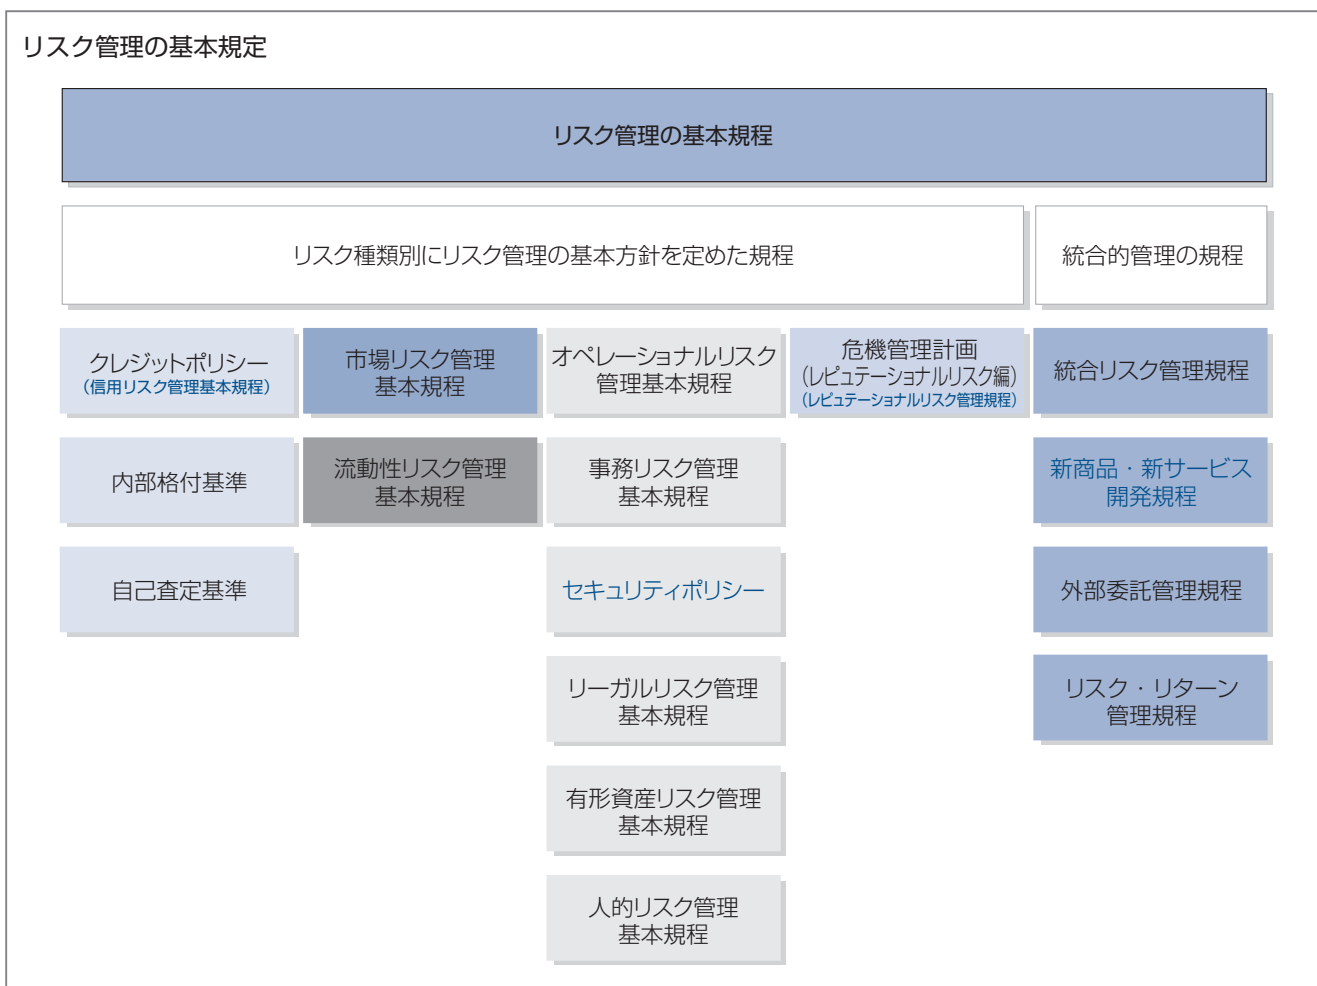 リスク管理の基本規定
リスク管理の基本規程
リスク種類別にリスク管理の基本方針を定めた規程
統合的管理の規程
クレジットポリシー
（信用リスク管理基本規程）
市場リスク管理
基本規程
オペレーショナルリスク
管理基本規程
危機管理計画
（レピュテーショナルリスク編）
（レピュテーショナルリスク管理規程）
統合リスク管理規程
内部格付基準
流動性リスク管理
基本規程
事務リスク管理
基本規程
新商品・新サービス
開発規程
自己査定基準
セキュリティポリシー
外部委託管理規程
リーガルリスク管理
基本規程
リスク・リターン
管理規程
有形資産リスク管理
基本規程
人的リスク管理
基本規程